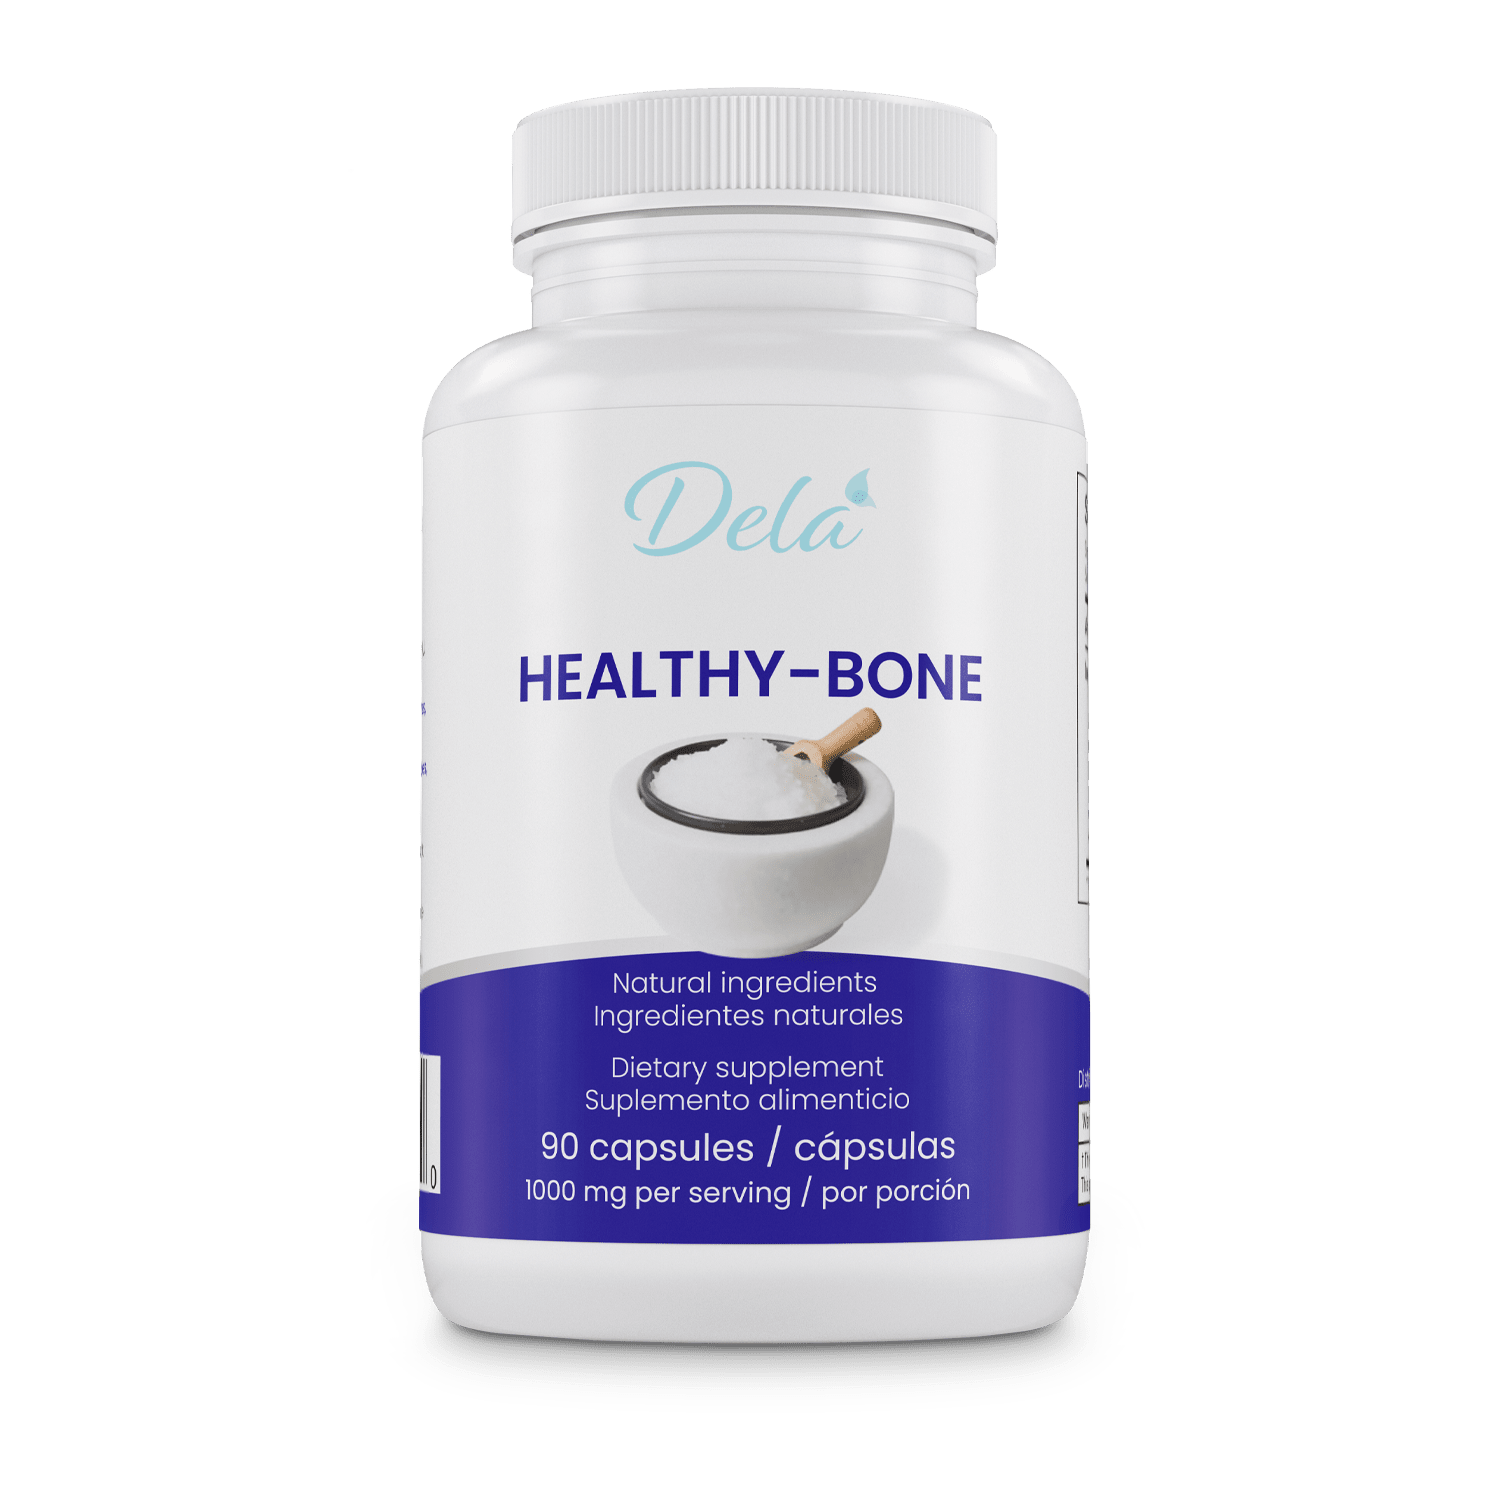 Dela
HEALTHY-BONE
Natural ingredients
Ingredientes naturales
Dietary supplement
Suplemento alimenticio
90 capsules / cápsulas
1000 mg per serving / por porción
0